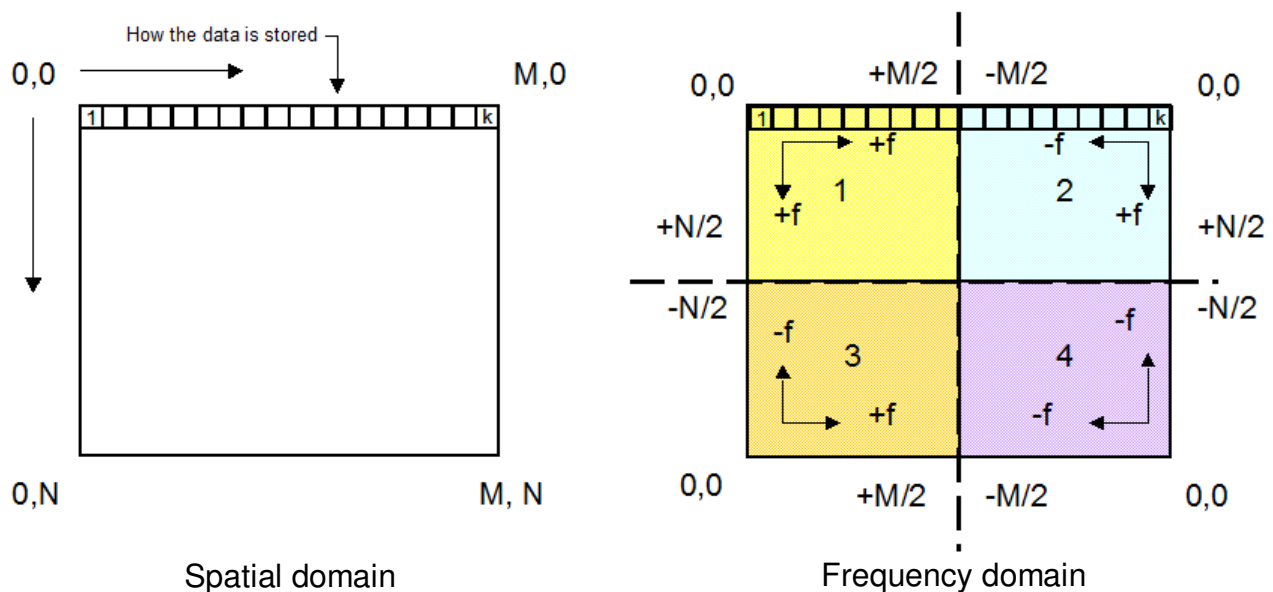 How the data is stored
0,0
M,0
1
k
0,N
M, N
Spatial domain
+M/2
-M/2
0,0
0,0
1
k
+f
-f
1
2
+f
+f
+N/2
+N/2
-N/2
-N/2
-f
-f
3
4
+f
-f
0,0
+M/2
-M/2
0,0
Frequency domain